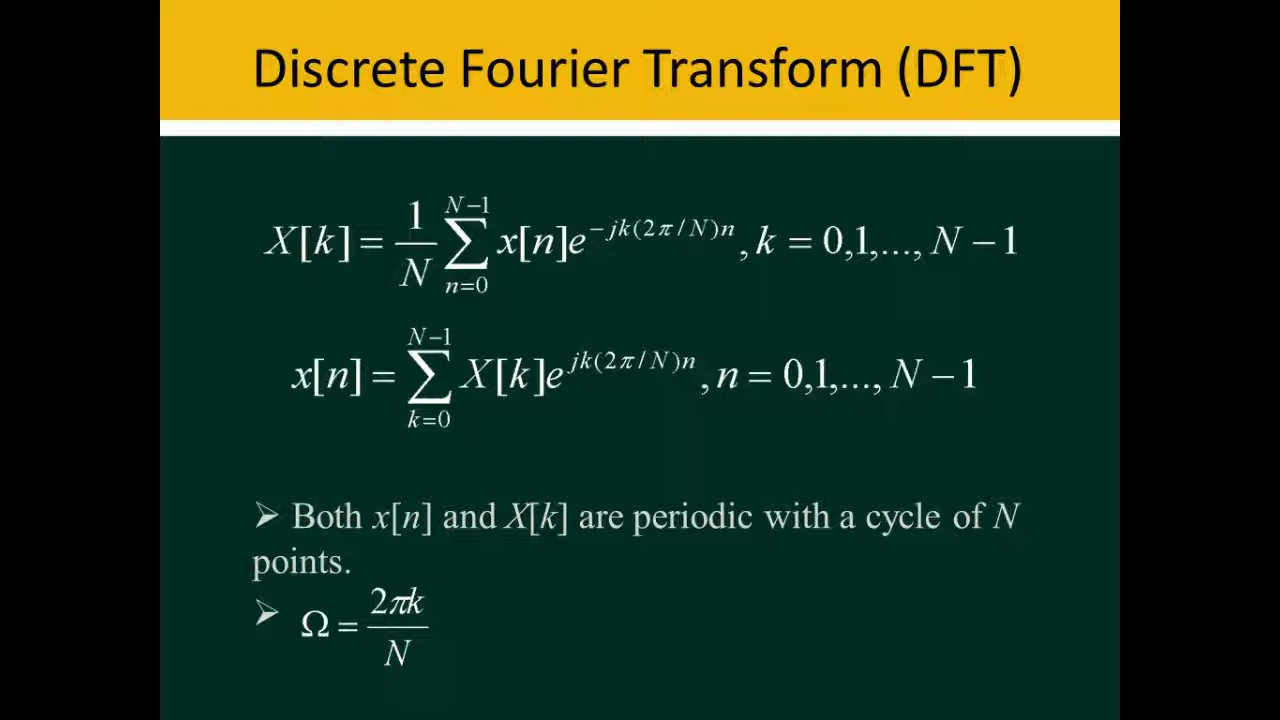 Discrete Fourier Transform (DFT)
X[k] = 1/N ∑_{n=0}^{N−1} x[n]e^{−jk(2π/N)n}, k = 0,1,..., N − 1
x[n] = ∑_{k=0}^{N−1} X[k]e^{jk(2π/N)n}, n = 0,1,..., N − 1
➢ Both x[n] and X[k] are periodic with a cycle of N
points.
➢ Ω = 2πk/N